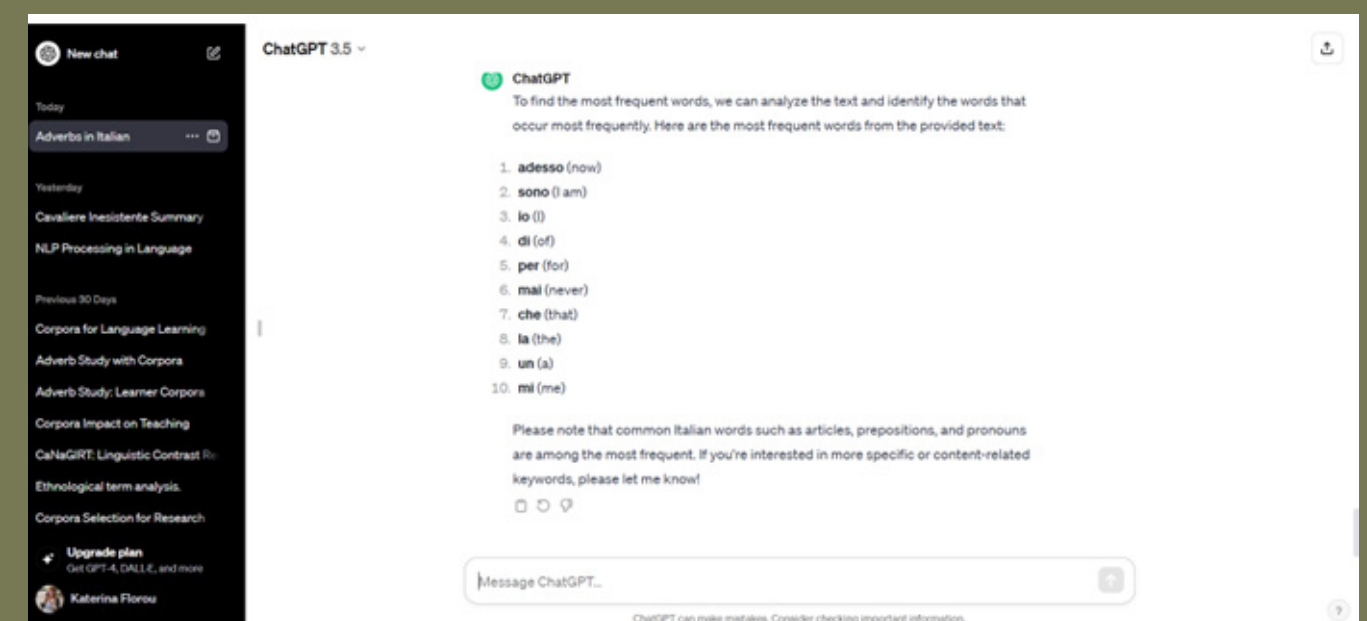 New chat
Today
Adverbs in Italian
Yesterday
Cavaliere Inesistente Summary
NLP Processing in Language
Previous 30 Days
Corpora for Language Learning
Adverb Study with Corpora
Adverb Study: Learner Corpora
Corpora Impact on Teaching
CaNaGIRT: Linguistic Contrast Re
Ethnological term analysis.
Corpora Selection for Research
Upgrade plan
Get GPT-4, DALL·E, and more
Katerina Florou
ChatGPT 3.5
ChatGPT
To find the most frequent words, we can analyze the text and identify the words that
occur most frequently. Here are the most frequent words from the provided text:
1. adesso (now)
2. sono (I am)
3. io (I)
4. di (of)
5. per (for)
6. mai (never)
7. che (that)
8. la (the)
9. un (a)
10. mi (me)
Please note that common Italian words such as articles, prepositions, and pronouns
are among the most frequent. If you're interested in more specific or content-related
keywords, please let me know!
Message ChatGPT...
ChatGPT can make mistakes. Consider checking important information.
?